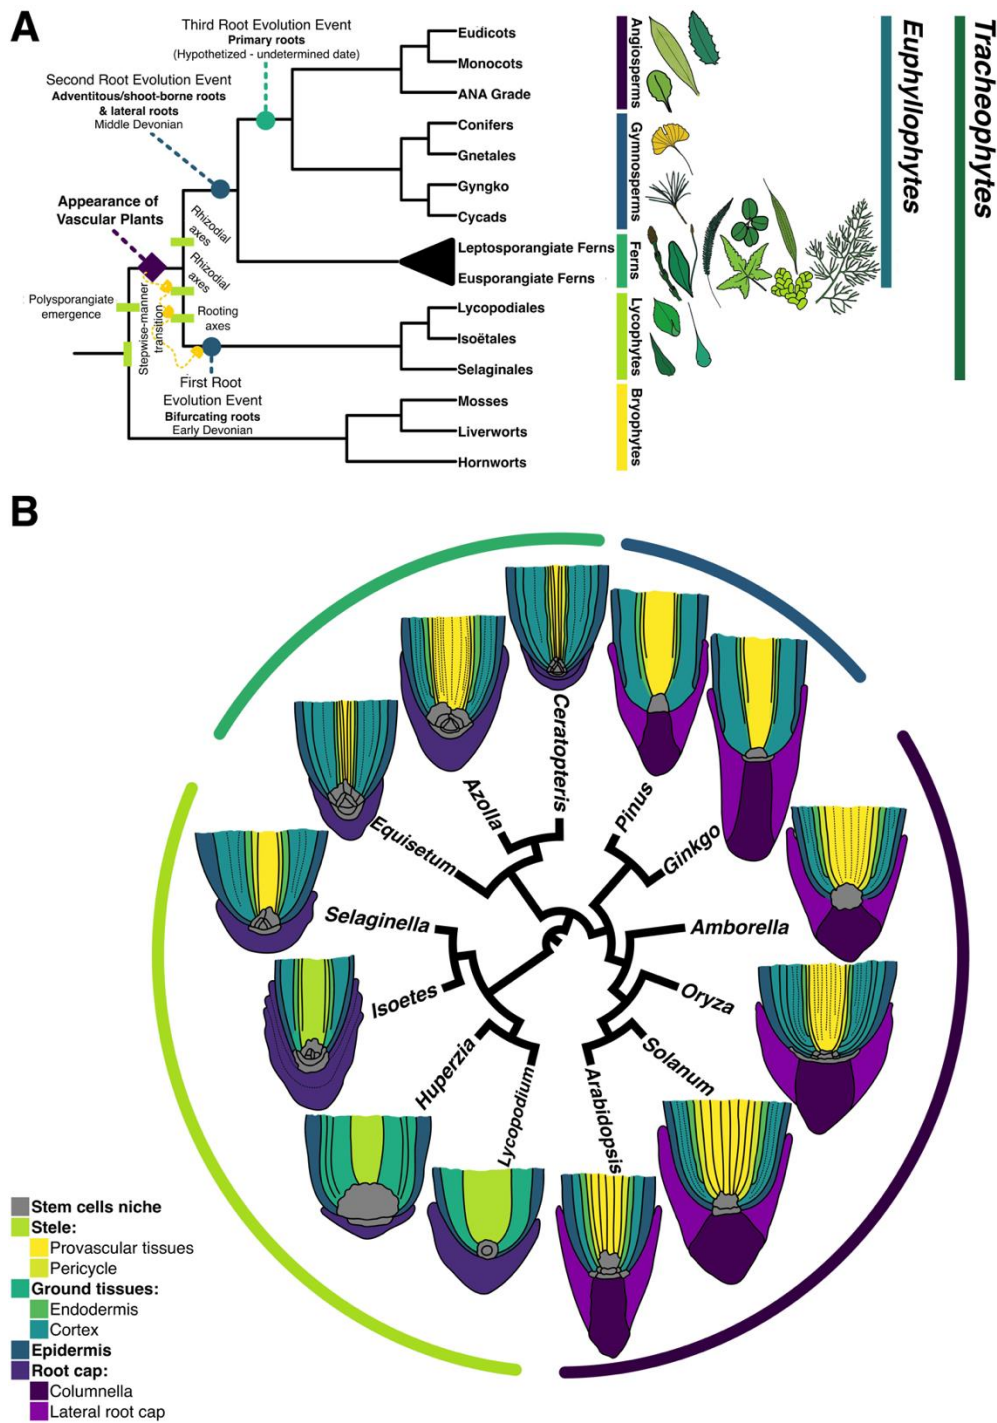 A
Third Root Evolution Event
Primary roots
(Hypothetized - undetermined date)
Second Root Evolution Event
Adventitous/shoot-borne roots
& lateral roots
Middle Devonian
Appearance of
Vascular Plants
Rhizodial
axes
Rhizodial
axes
Polysporangiate
emergence
Stepwise-manner
transition
Rooting
axes
First Root
Evolution Event
Bifurcating roots
Early Devonian
Eudicots
Monocots
ANA Grade
Conifers
Gnetales
Gyngko
Cycads
Leptosporangiate Ferns
Eusporangiate Ferns
Lycopodiales
Isoëtales
Selaginales
Mosses
Liverworts
Hornworts
Angiosperms
Gymnosperms
Ferns
Lycophytes
Bryophytes
Euphyllophytes
Tracheophytes
B
Ceratopteris
Pinus
Azolla
Ginkgo
Equisetum
Selaginella
Amborella
Isoetes
Oryza
Huperzia
Solanum
Lycopodium
Arabidopsis
Stem cells niche
Stele:
Provascular tissues
Pericycle
Ground tissues:
Endodermis
Cortex
Epidermis
Root cap:
Columnella
Lateral root cap